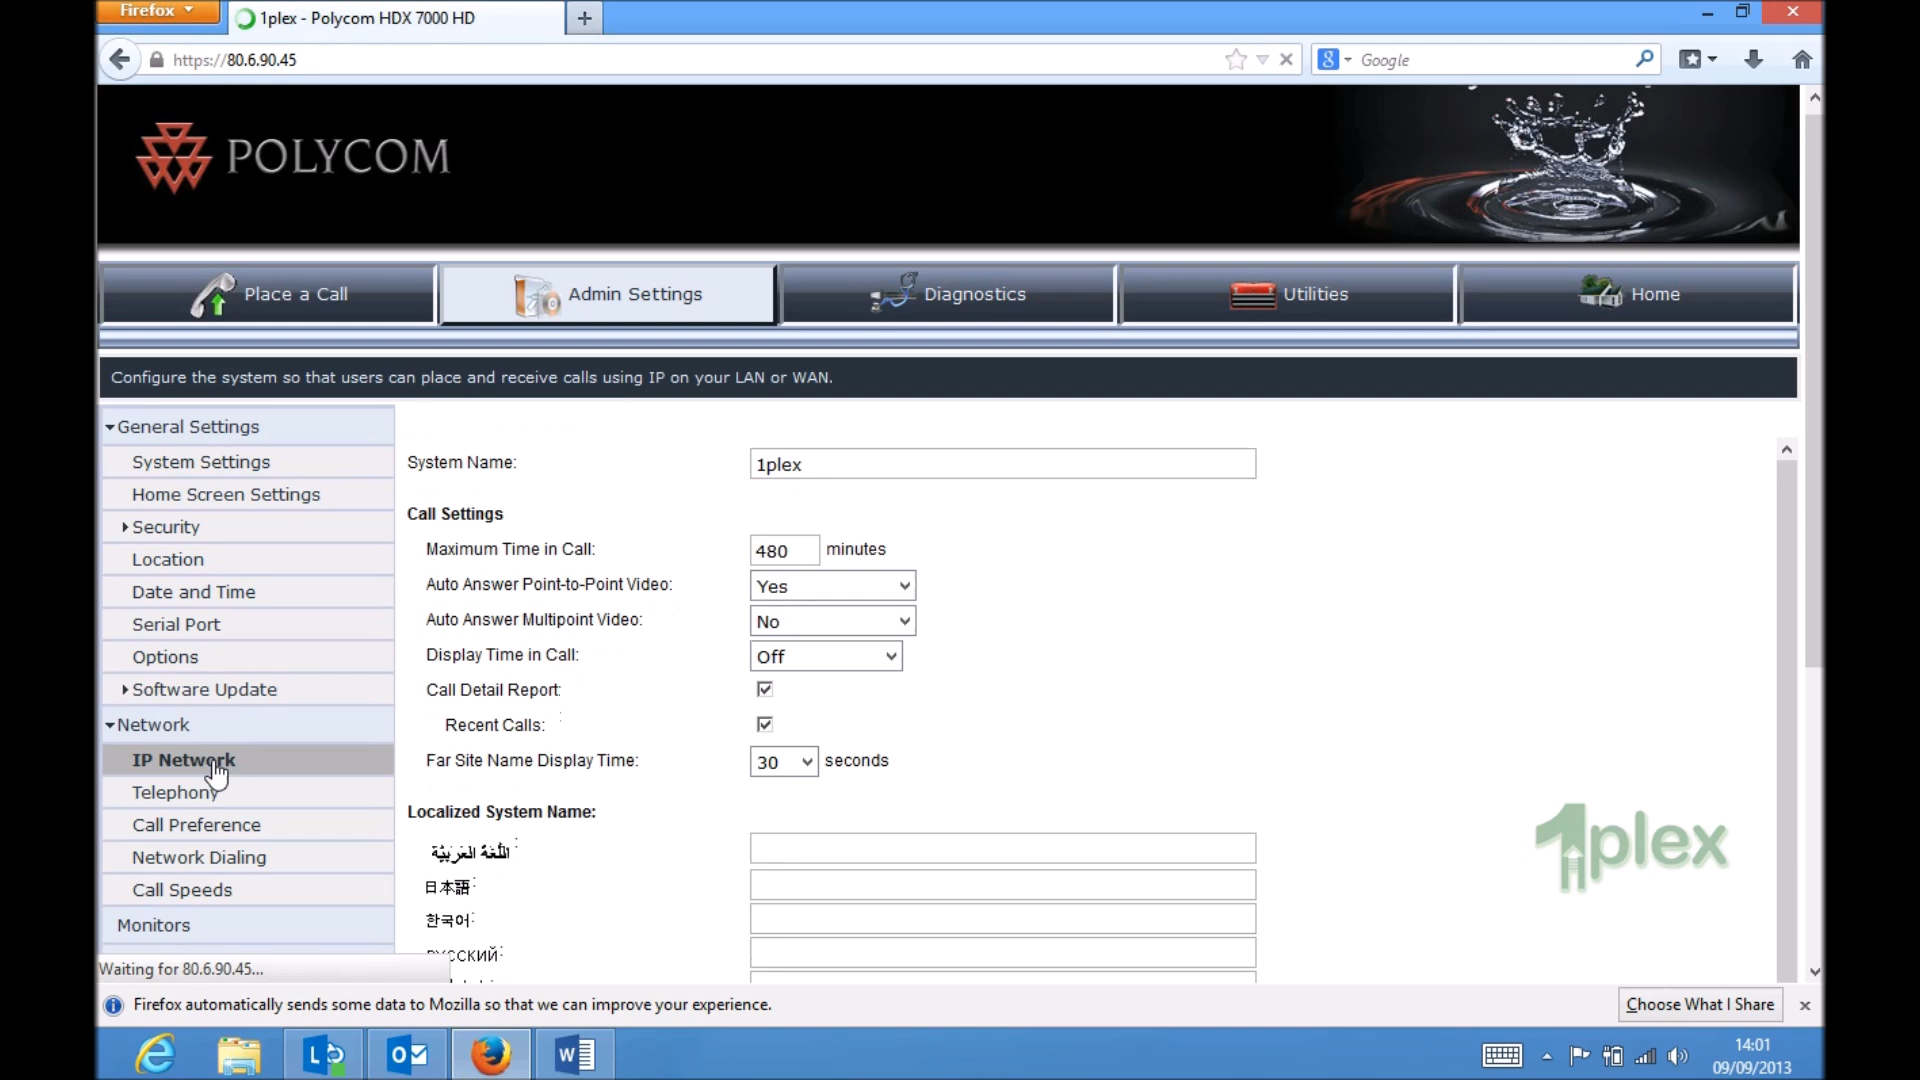 Firefox
1plex - Polycom HDX 7000 HD
https://80.6.90.45
Google
POLYCOM
Place a Call
Admin Settings
Diagnostics
Utilities
Home
Configure the system so that users can place and receive calls using IP on your LAN or WAN.
General Settings
System Settings
Home Screen Settings
Security
Location
Date and Time
Serial Port
Options
Software Update
Network
IP Network
Telephony
Call Preference
Network Dialing
Call Speeds
Monitors
System Name:
1plex
Call Settings
Maximum Time in Call:
480 minutes
Auto Answer Point-to-Point Video:
Yes
Auto Answer Multipoint Video:
No
Display Time in Call:
Off
Call Detail Report:
Recent Calls:
Far Site Name Display Time:
30 seconds
Localized System Name:
اللغة العربية
日本語:
한국어:
русский:
1plex
Waiting for 80.6.90.45...
Firefox automatically sends some data to Mozilla so that we can improve your experience.
Choose What I Share
14:01
09/09/2013